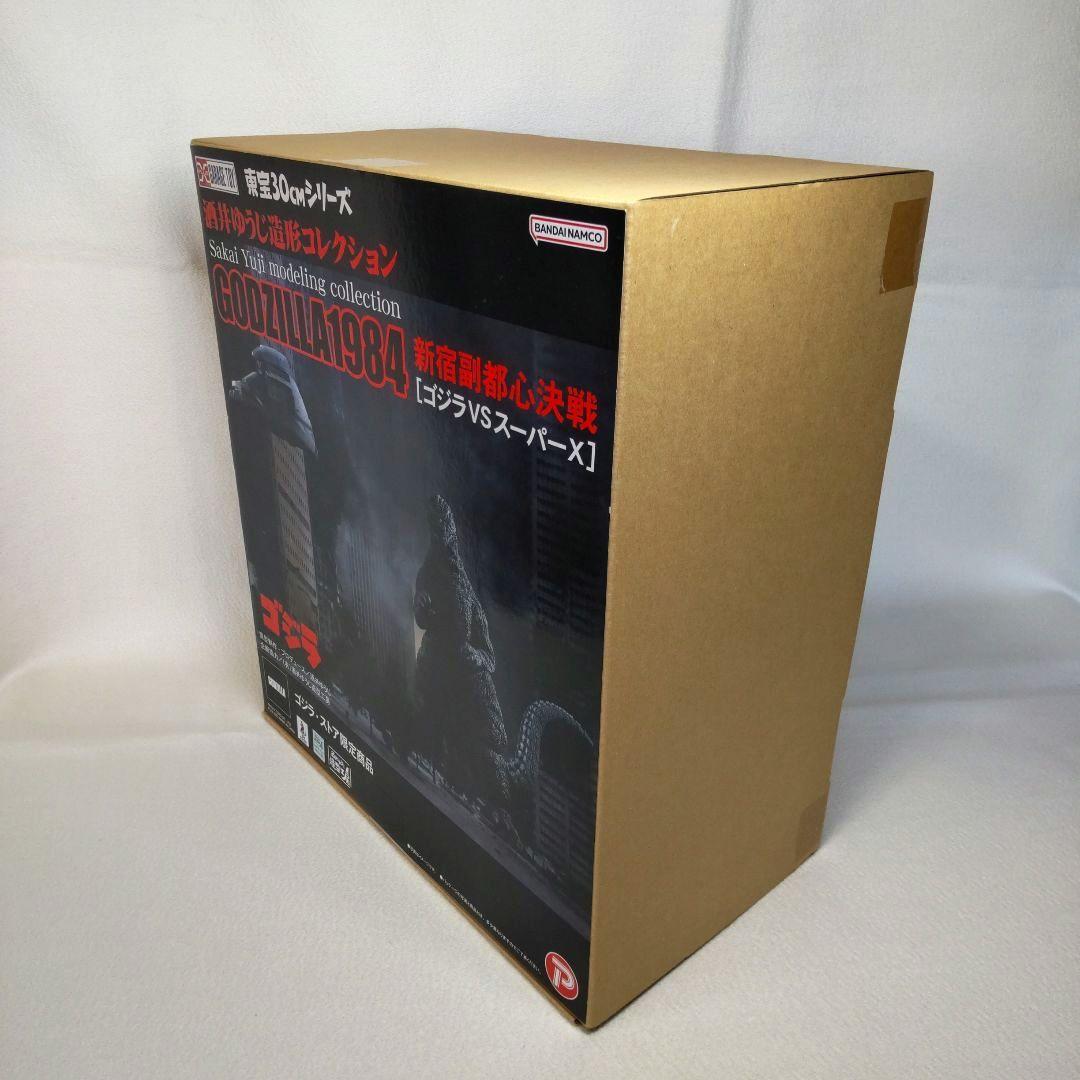 GARAGE TOY
東宝30cmシリーズ
BANDAI NAMCO
酒井ゆうじ造形コレクション
Sakai Yuji modeling collection
GODZILLA1984
新宿副都心決戦
[ゴジラVSスーパーX]
ゴジラ
GODZILLA
ゴジラ・ストア限定商品
P